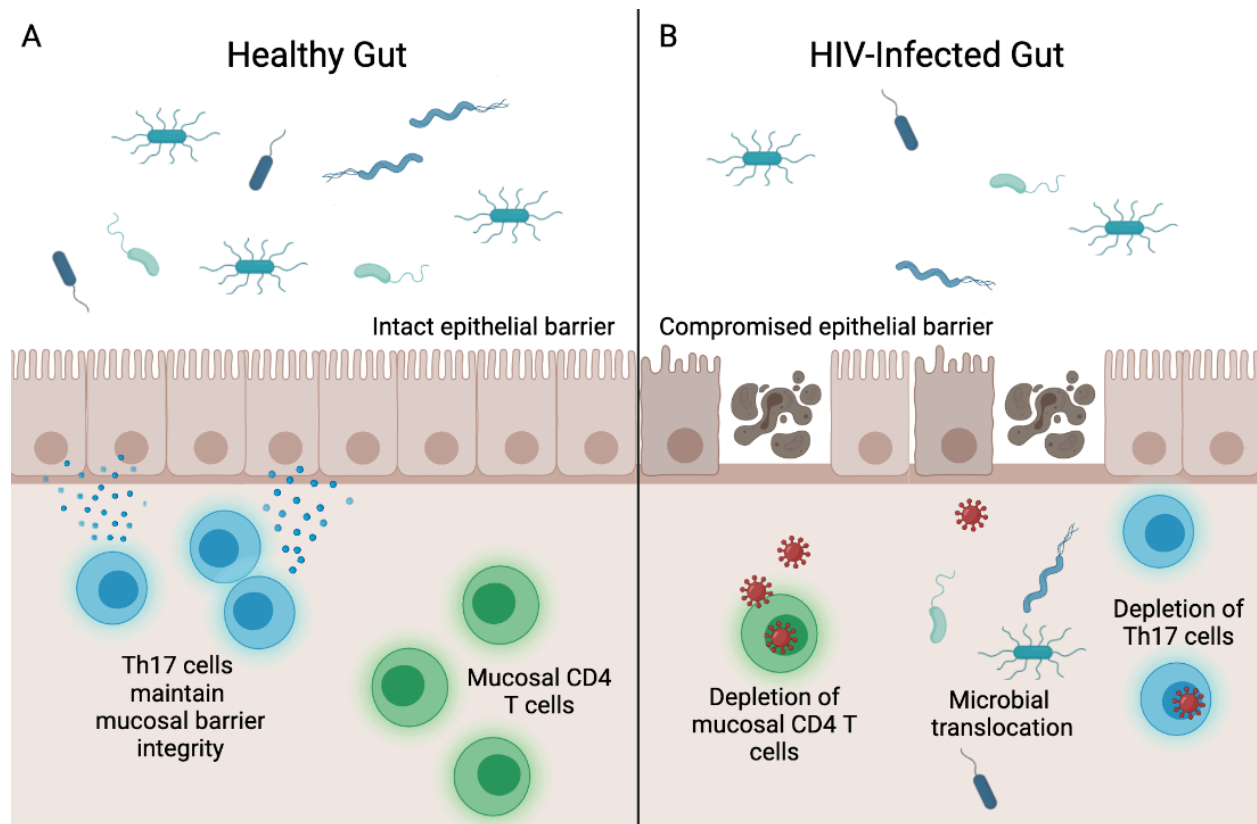 A
Healthy Gut
Intact epithelial barrier
Th17 cells
maintain
mucosal barrier
integrity
Mucosal CD4
T cells
B
HIV-Infected Gut
Compromised epithelial barrier
Depletion of
mucosal CD4 T
cells
Microbial
translocation
Depletion of
Th17 cells